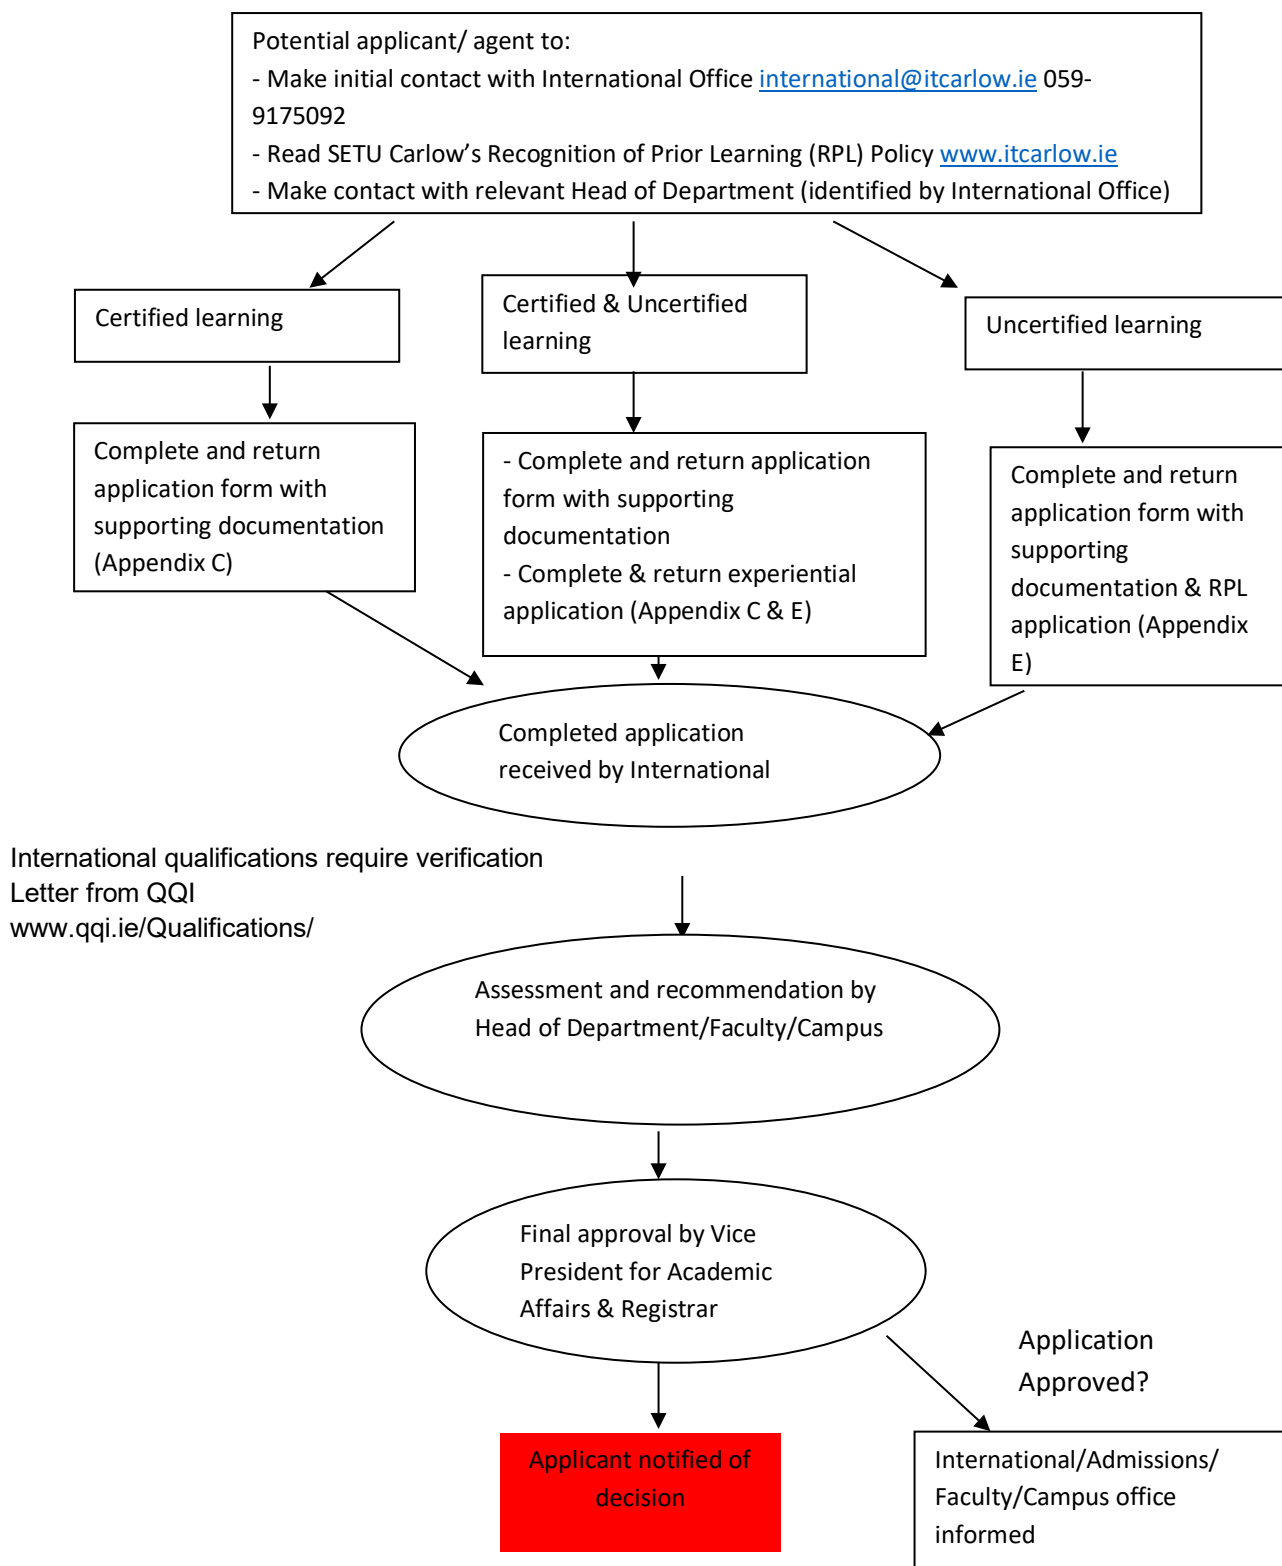 Potential applicant/ agent to:
- Make initial contact with International Office international@itcarlow.ie 059-
9175092
- Read SETU Carlow’s Recognition of Prior Learning (RPL) Policy www.itcarlow.ie
- Make contact with relevant Head of Department (identified by International Office)
Certified learning
Certified & Uncertified
learning
Uncertified learning
Complete and return
application form with
supporting documentation
(Appendix C)
- Complete and return application
form with supporting
documentation
- Complete & return experiential
application (Appendix C & E)
Complete and return
application form with
supporting
documentation & RPL
application (Appendix
E)
Completed application
received by International
International qualifications require verification
Letter from QQI
www.qqi.ie/Qualifications/
Assessment and recommendation by
Head of Department/Faculty/Campus
Final approval by Vice
President for Academic
Affairs & Registrar
Application
Approved?
Applicant notified of
decision
International/Admissions/
Faculty/Campus office
informed